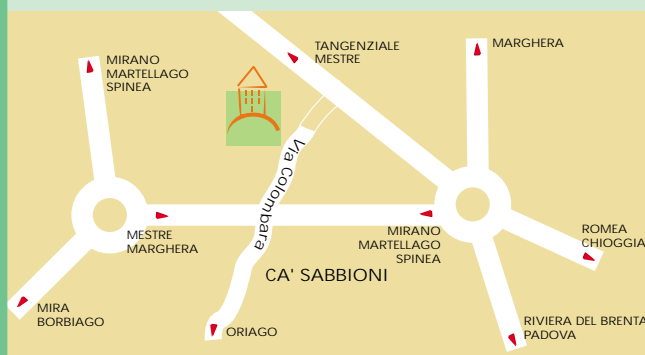 TANGENZIALE
MESTRE
MARGHERA
MIRANO
MARTELLAGO
SPINEA
Via Colombara
MESTRE
MARGHERA
MIRANO
MARTELLAGO
SPINEA
ROMEA
CHIOGGIA
CA' SABBIONI
MIRA
BORBIAGO
ORIAGO
RIVIERA DEL BRENTA
PADOVA